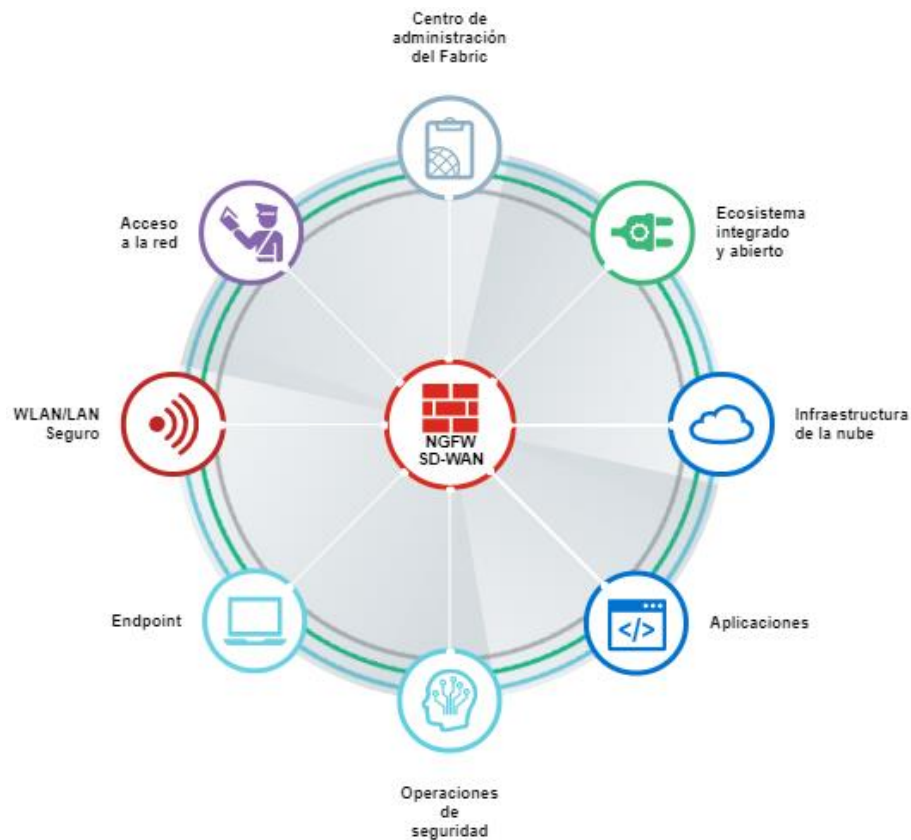 Centro de
administración
del Fabric
Acceso
a la red
Ecosistema
integrado
y abierto
WLAN/LAN
Seguro
NGFW
SD-WAN
Infraestructura
de la nube
Endpoint
</>
Aplicaciones
Operaciones
de
seguridad